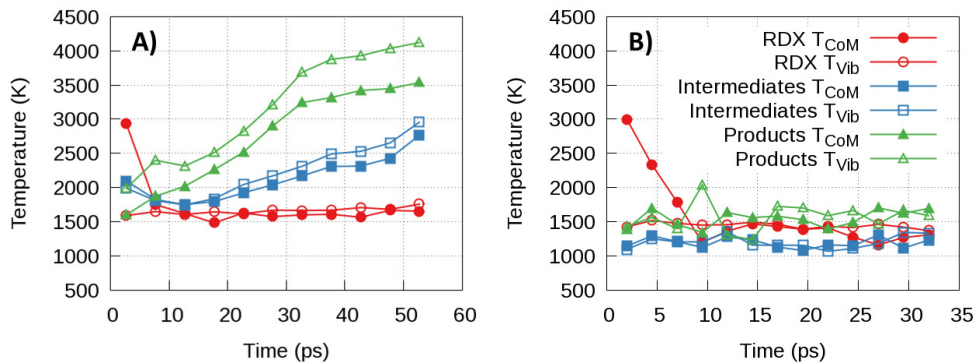 A)
Temperature (K)
4500
4000
3500
3000
2500
2000
1500
1000
500
0 10 20 30 40 50 60
Time (ps)
B)
Temperature (K)
4500
4000
3500
3000
2500
2000
1500
1000
500
0 5 10 15 20 25 30 35
Time (ps)
RDX T_CoM
RDX T_Vib
Intermediates T_CoM
Intermediates T_Vib
Products T_CoM
Products T_Vib